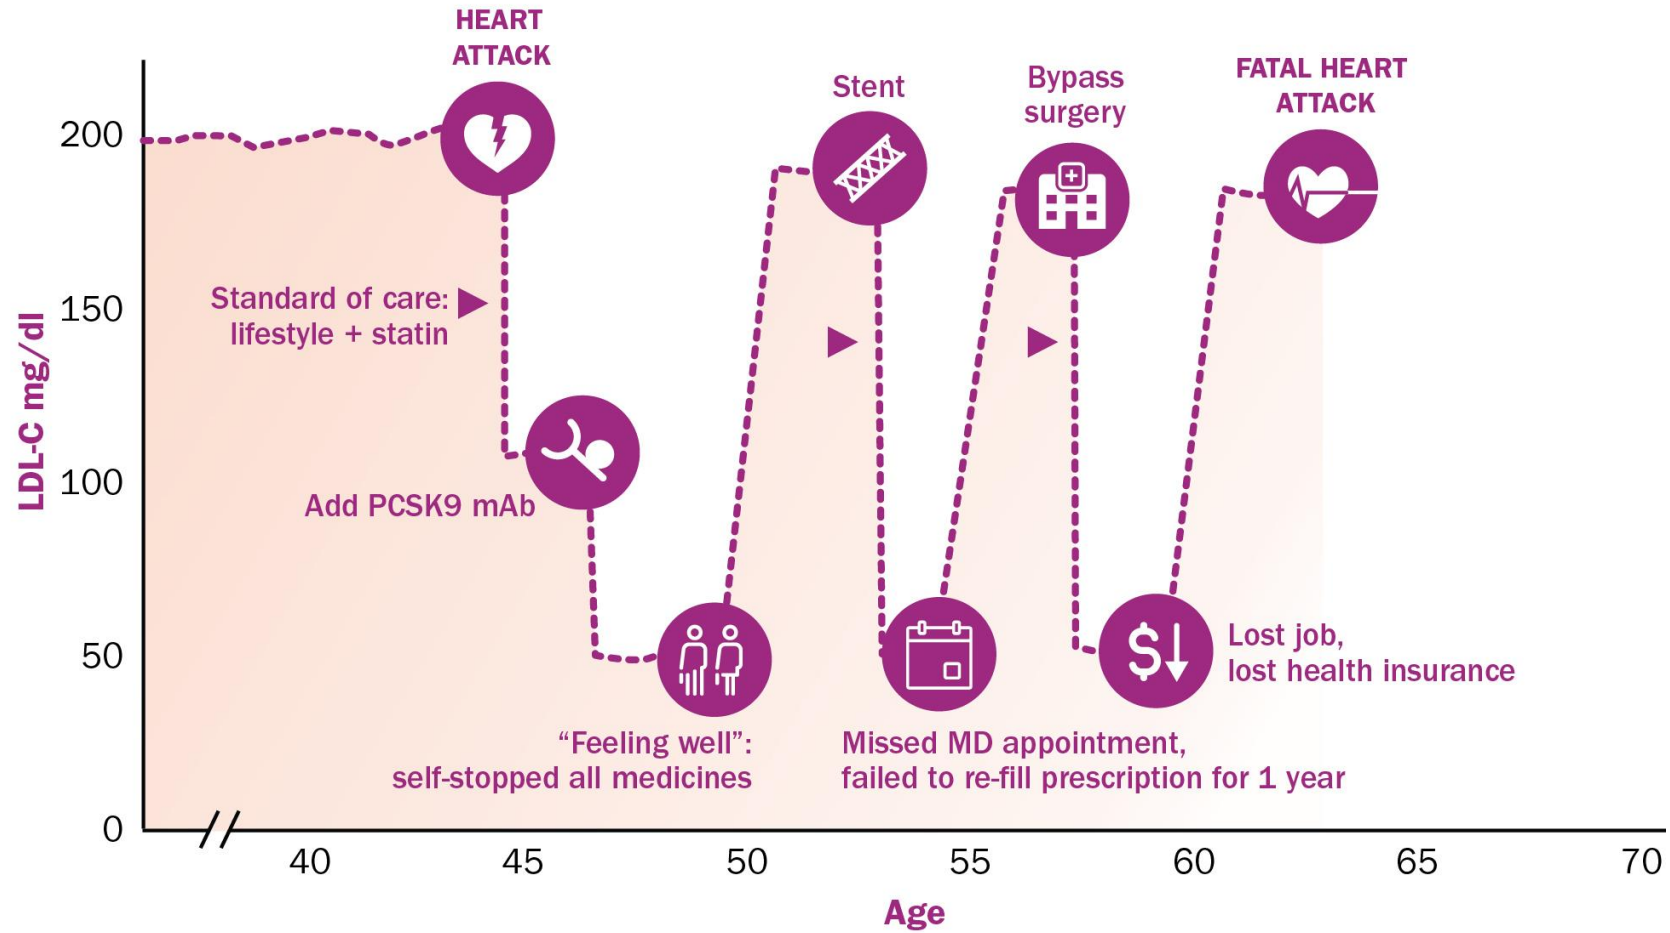 HEART
ATTACK
Stent
Bypass
surgery
FATAL HEART
ATTACK
200
150
100
50
0
LDL-C mg/dl
Standard of care:
lifestyle + statin
Add PCSK9 mAb
“Feeling well”:
self-stopped all medicines
Missed MD appointment,
failed to re-fill prescription for 1 year
$
Lost job,
lost health insurance
40 45 50 55 60 65 70
Age